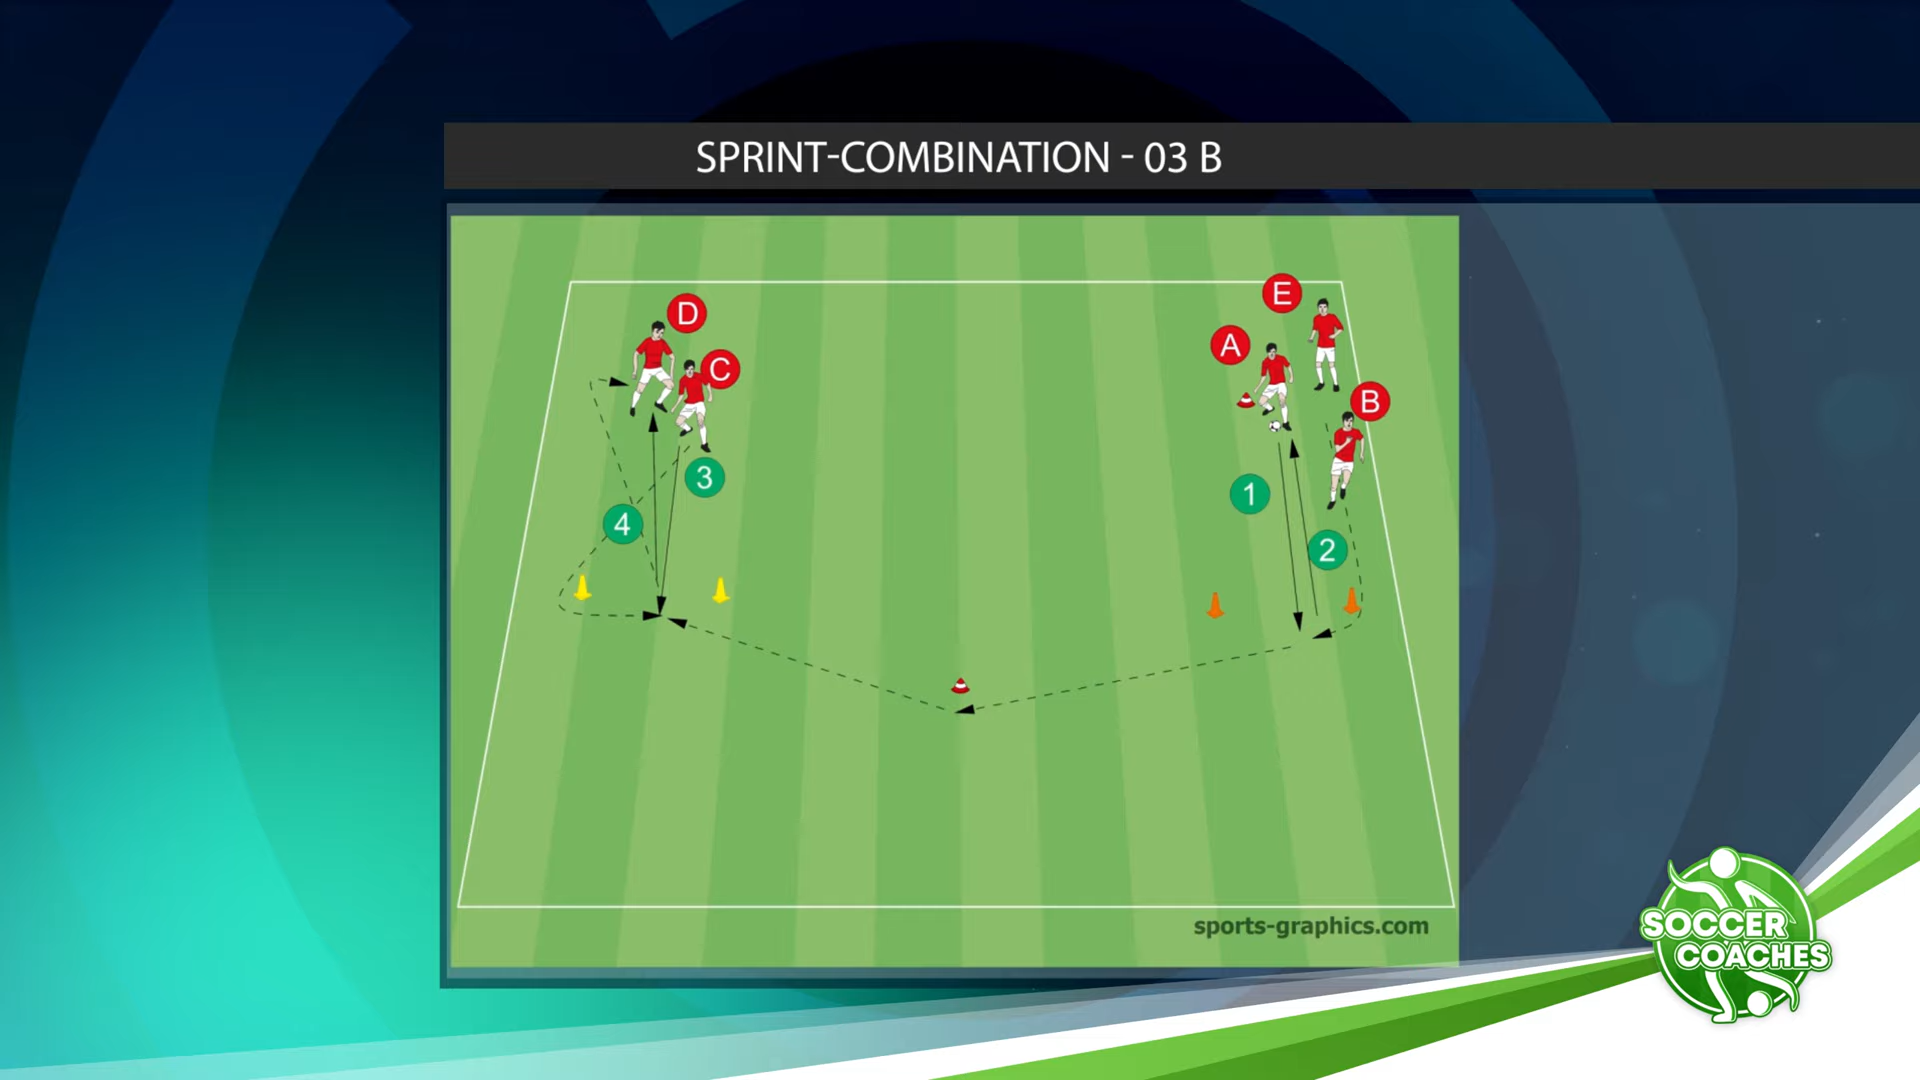 SPRINT-COMBINATION - 03 B
D
E
A
C
B
3
1
4
2
sports-graphics.com
SOCCER
COACHES